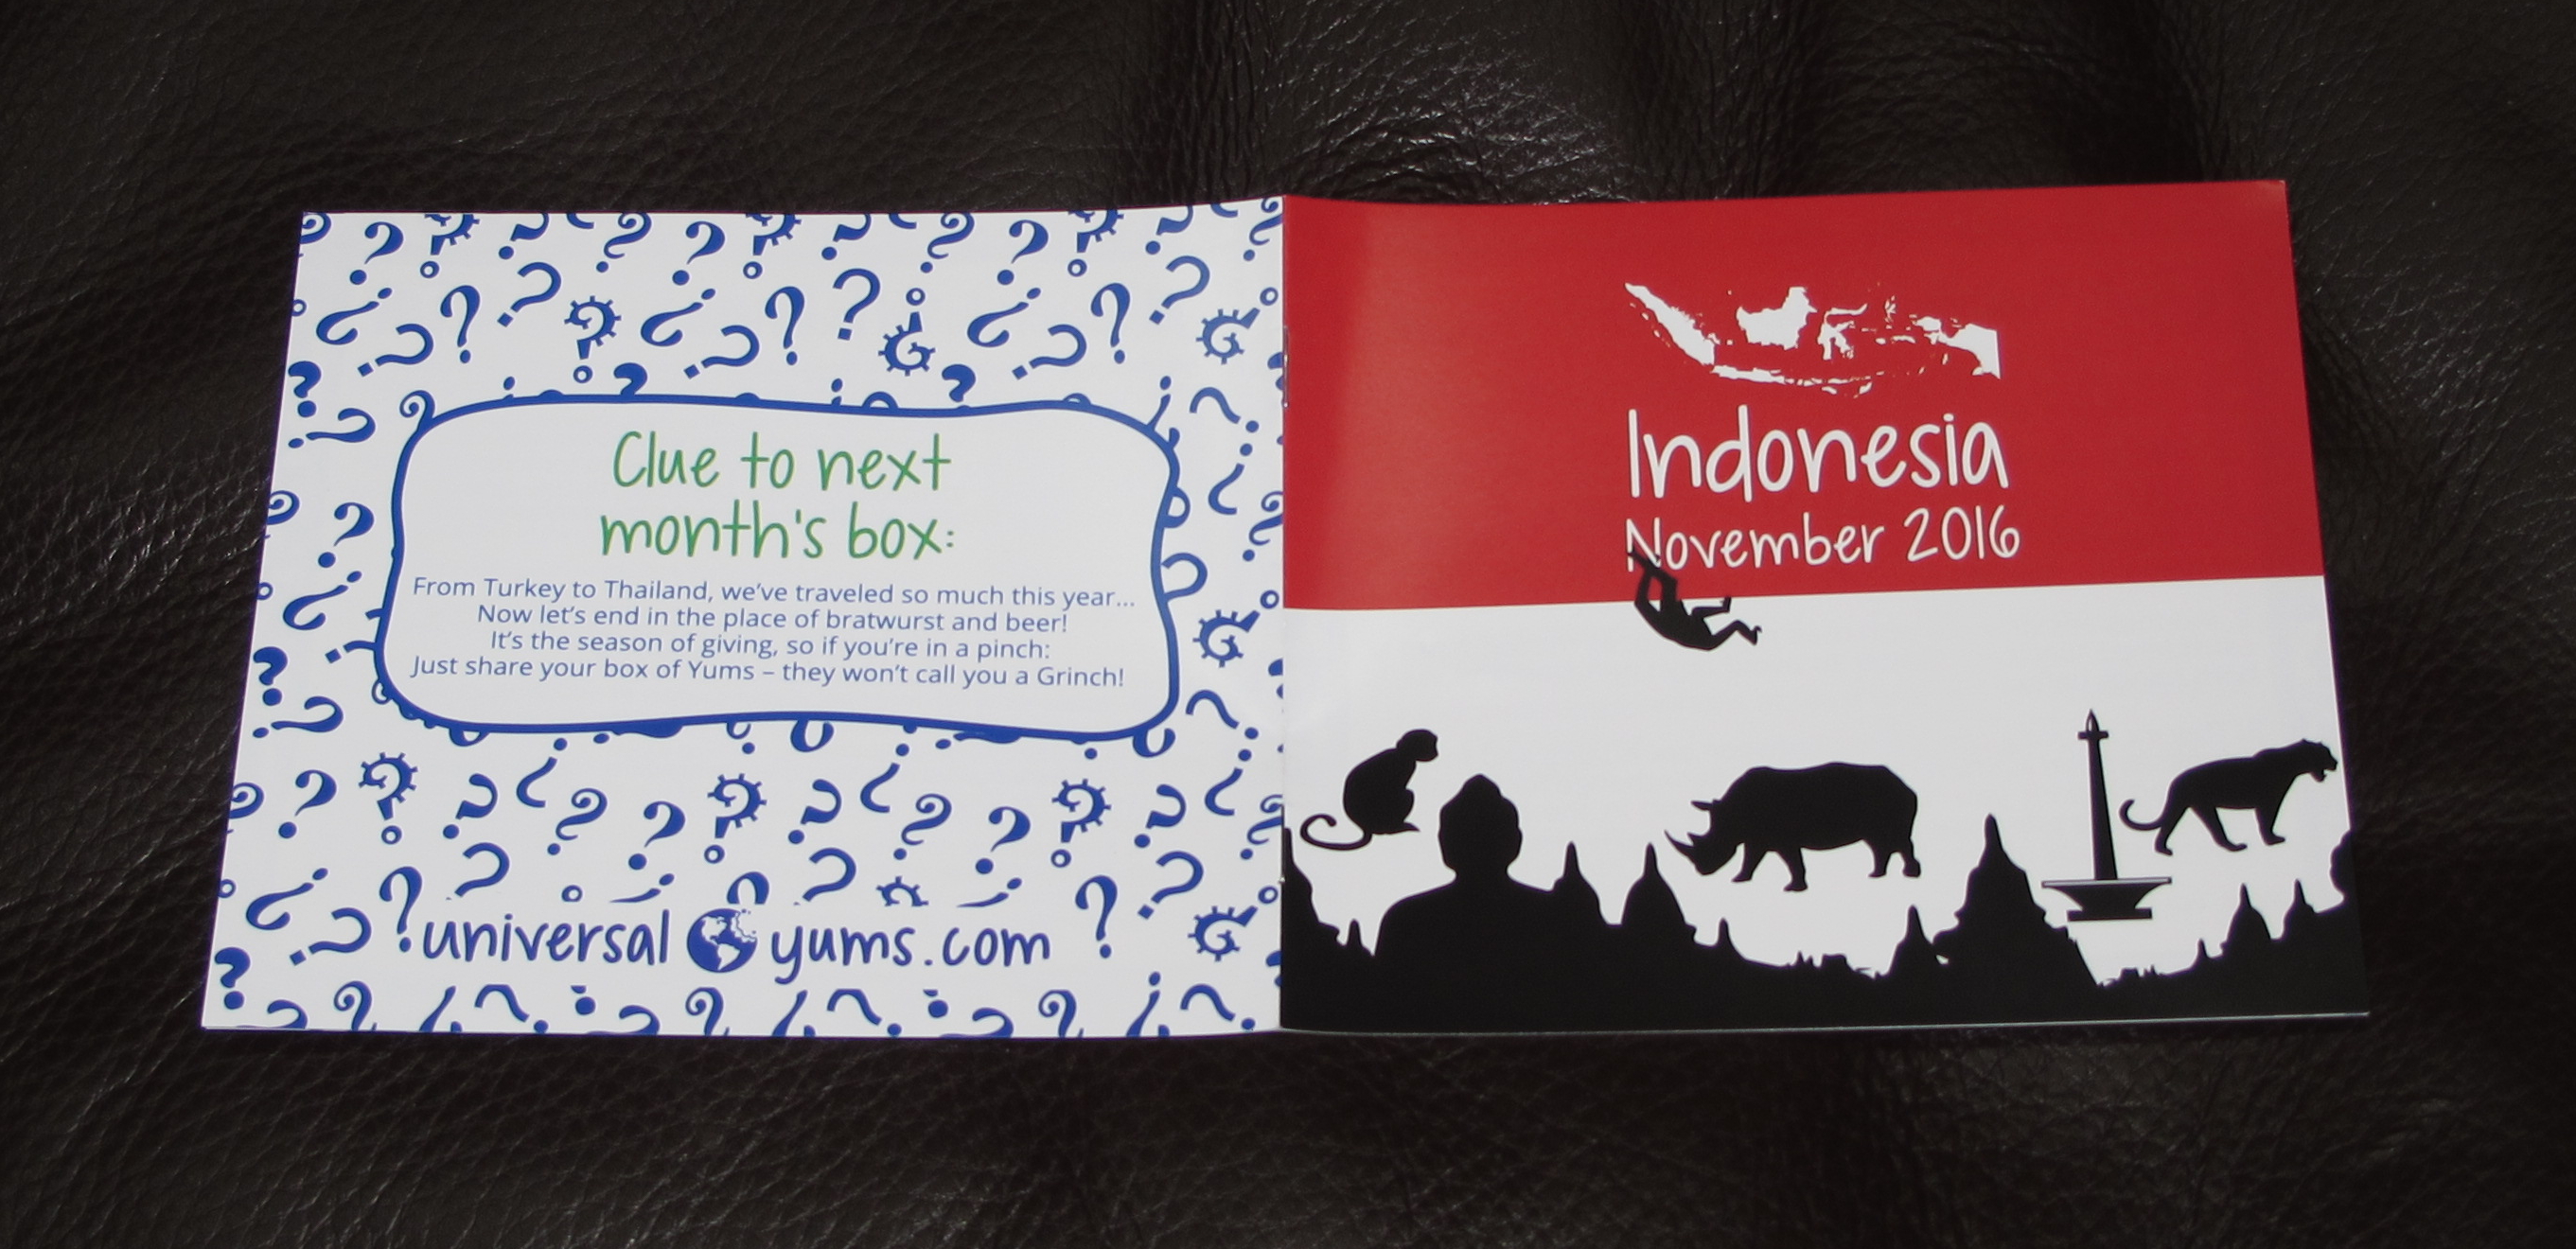 Clue to next
month's box:
From Turkey to Thailand, we've traveled so much this year...
Now let's end in the place of bratwurst and beer!
It's the season of giving, so if you're in a pinch:
Just share your box of Yums – they won't call you a Grinch!
universal yums.com
Indonesia
November 2016